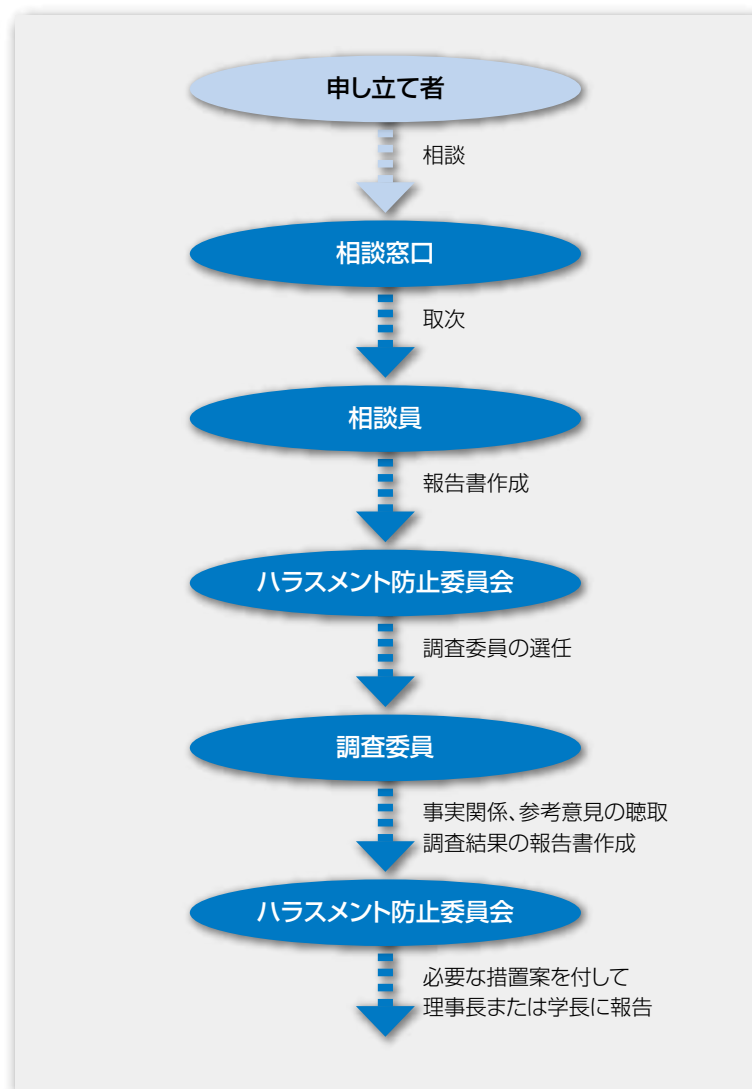 申し立て者
相談
相談窓口
取次
相談員
報告書作成
ハラスメント防止委員会
調査委員の選任
調査委員
事実関係、参考意見の聴取
調査結果の報告書作成
ハラスメント防止委員会
必要な措置案を付して
理事長または学長に報告